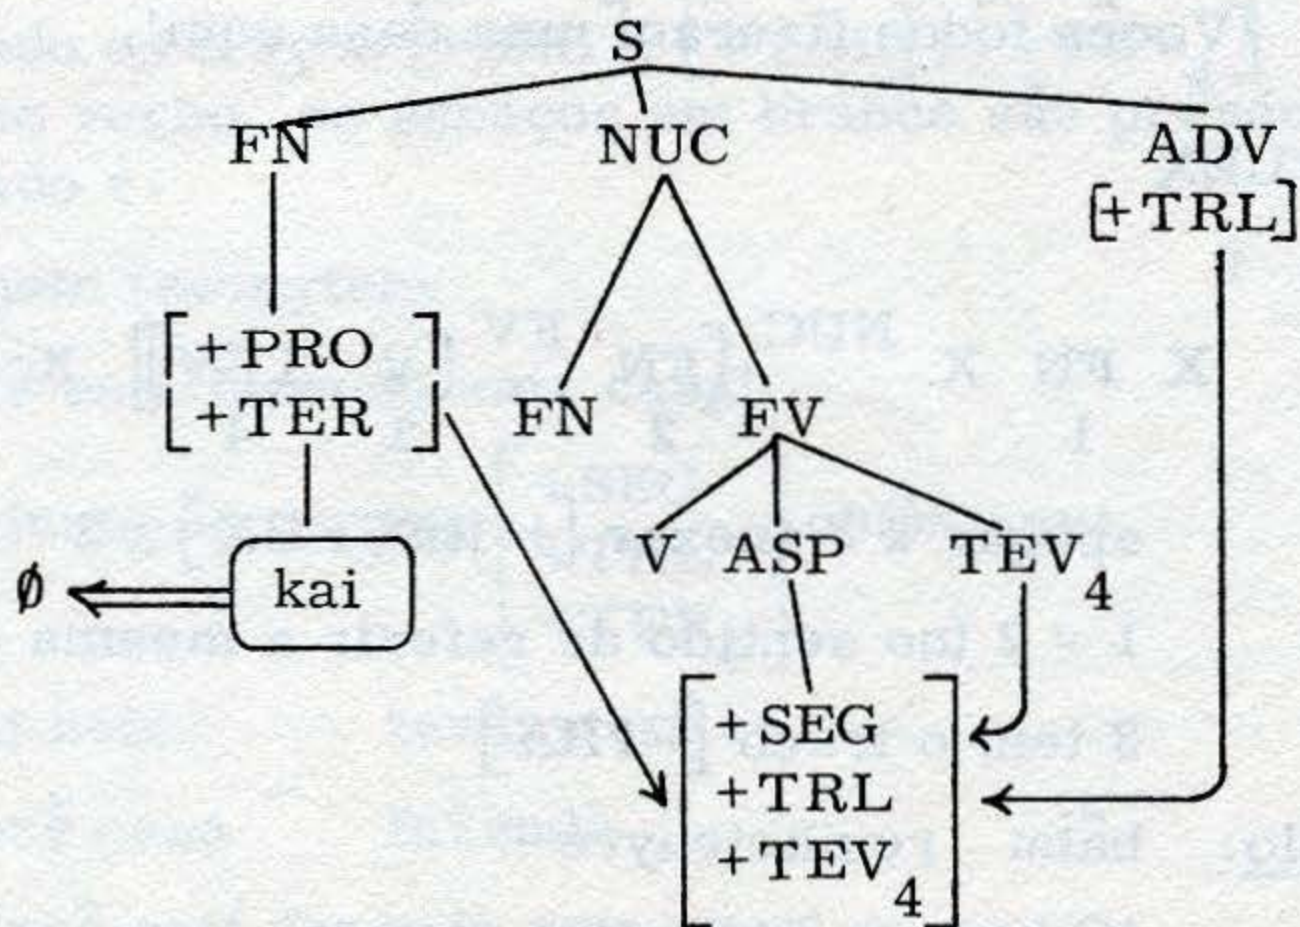 S
FN NUC ADV
[+TRL]
[+PRO]
[+TER]
FN FV
V ASP TEV₄
ø kai
+SEG
+TRL
+TEV₄